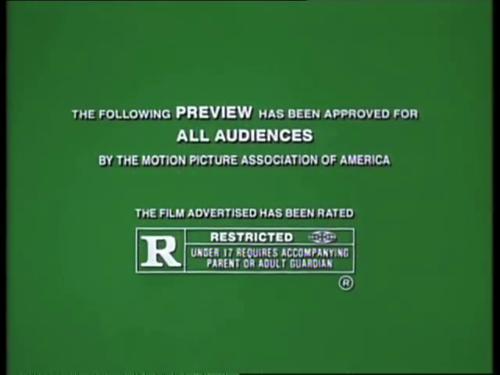 THE FOLLOWING PREVIEW HAS BEEN APPROVED FOR
ALL AUDIENCES
BY THE MOTION PICTURE ASSOCIATION OF AMERICA
THE FILM ADVERTISED HAS BEEN RATED
R
RESTRICTED
UNDER 17 REQUIRES ACCOMPANYING
PARENT OR ADULT GUARDIAN
®